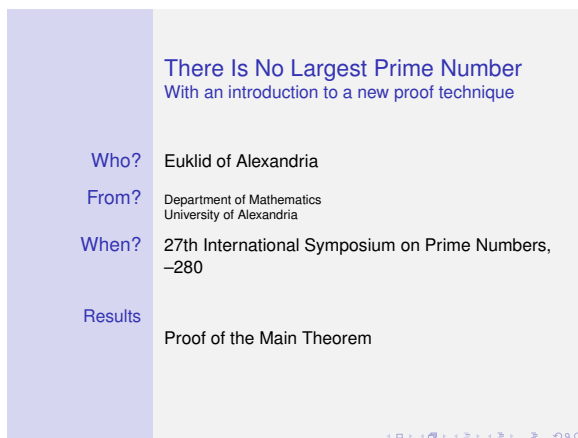 There Is No Largest Prime Number
With an introduction to a new proof technique
Who? Euklid of Alexandria
From? Department of Mathematics
University of Alexandria
When? 27th International Symposium on Prime Numbers,
–280
Results
Proof of the Main Theorem